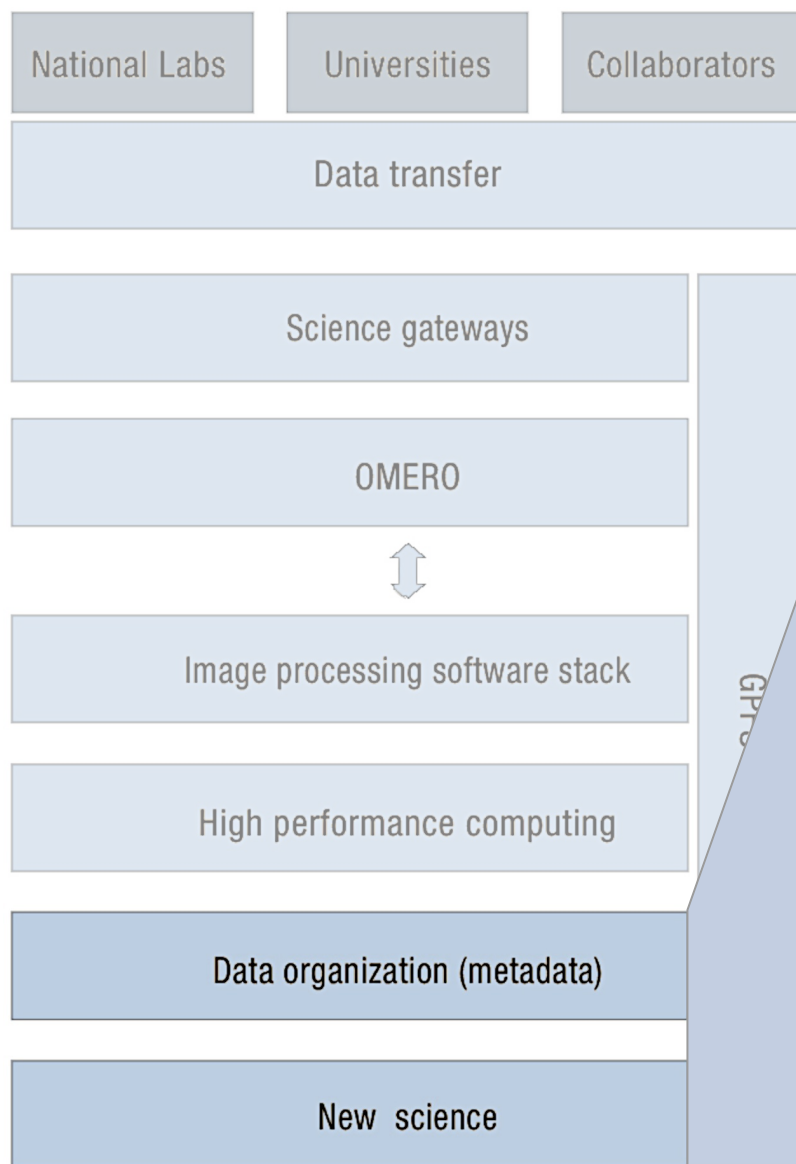 National Labs
Universities
Collaborators
Data transfer
Science gateways
OMERO
Image processing software stack
High performance computing
Data organization (metadata)
New science